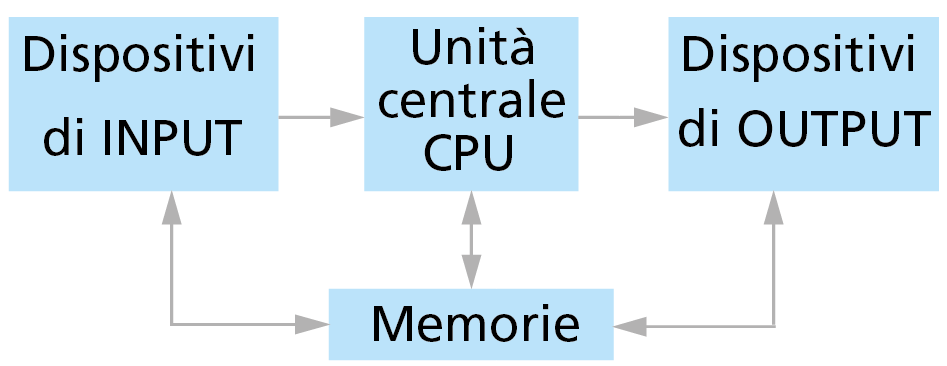 Dispositivi
di INPUT
Unità
centrale
CPU
Dispositivi
di OUTPUT
Memorie